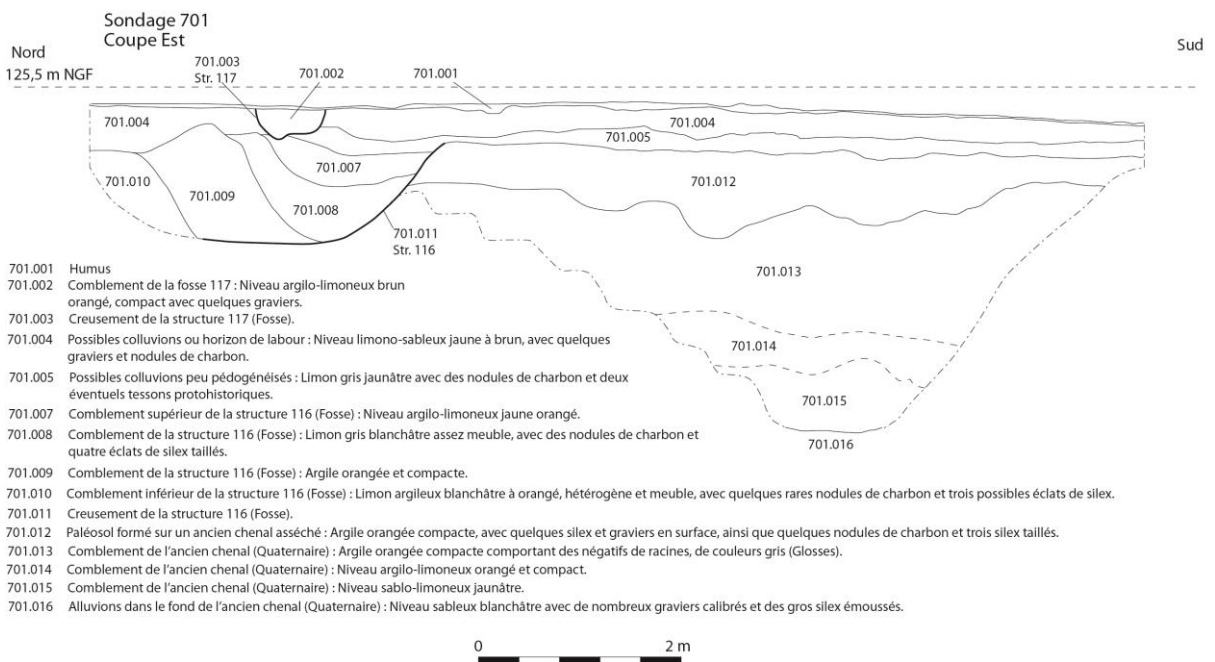 Sondage 701
Coupe Est
Nord
Sud
125,5 m NGF
701.003
Str. 117
701.002
701.001
701.004
701.004
701.005
701.007
701.010
701.012
701.009
701.008
701.011
Str. 116
701.013
701.014
701.015
701.016
701.001 Humus
701.002 Comblement de la fosse 117 : Niveau argilo-limoneux brun
orangé, compact avec quelques graviers.
701.003 Creusement de la structure 117 (Fosse).
701.004 Possibles colluvions ou horizon de labour : Niveau limono-sableux jaune à brun, avec quelques
graviers et nodules de charbon.
701.005 Possibles colluvions peu pédogénéisés : Limon gris jaunâtre avec des nodules de charbon et deux
éventuels tessons protohistoriques.
701.007 Comblement supérieur de la structure 116 (Fosse) : Niveau argilo-limoneux jaune orangé.
701.008 Comblement de la structure 116 (Fosse) : Limon gris blanchâtre assez meuble, avec des nodules de charbon et
quatre éclats de silex taillés.
701.009 Comblement de la structure 116 (Fosse) : Argile orangée et compacte.
701.010 Comblement inférieur de la structure 116 (Fosse) : Limon argileux blanchâtre à orangé, hétérogène et meuble, avec quelques rares nodules de charbon et trois possibles éclats de silex.
701.011 Creusement de la structure 116 (Fosse).
701.012 Paléosol formé sur un ancien chenal asséché : Argile orangée compacte, avec quelques silex et graviers en surface, ainsi que quelques nodules de charbon et trois silex taillés.
701.013 Comblement de l'ancien chenal (Quaternaire) : Argile orangée compacte comportant des négatifs de racines, de couleurs gris (Glosses).
701.014 Comblement de l'ancien chenal (Quaternaire) : Niveau argilo-limoneux orangé et compact.
701.015 Comblement de l'ancien chenal (Quaternaire) : Niveau sablo-limoneux jaunâtre.
701.016 Alluvions dans le fond de l'ancien chenal (Quaternaire) : Niveau sableux blanchâtre avec de nombreux graviers calibrés et des gros silex émoussés.
0 2 m